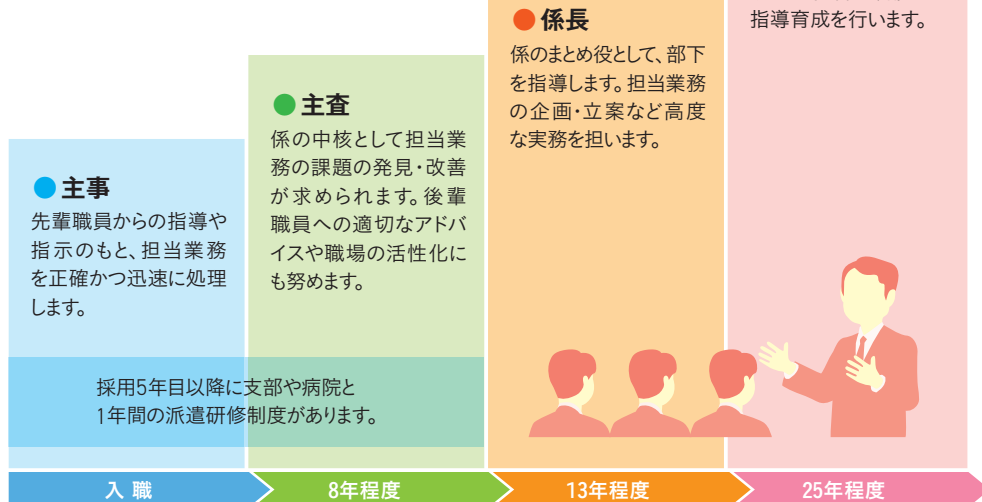 主事
先輩職員からの指導や
指示のもと、担当業務
を正確かつ迅速に処理
します。
主査
係の中核として担当業
務の課題の発見・改善
が求められます。後輩
職員への適切なアドバ
イスや職場の活性化に
も努めます。
係長
係のまとめ役として、部下
を指導します。担当業務
の企画・立案など高度
な実務を担います。
指導育成を行います。
採用5年目以降に支部や病院と
1年間の派遣研修制度があります。
入職
8年程度
13年程度
25年程度